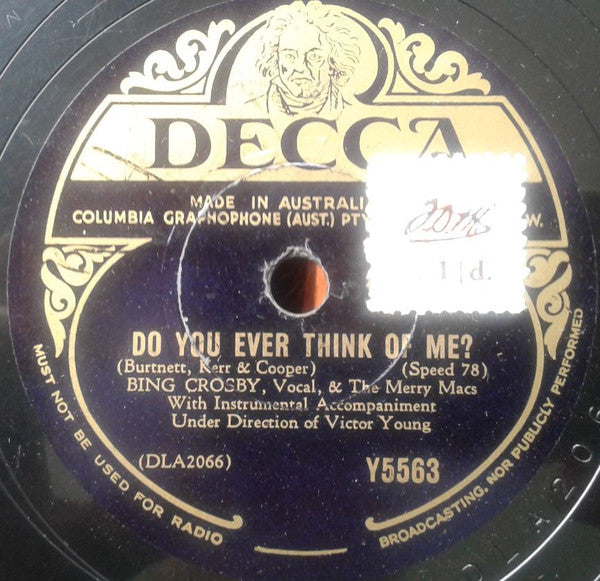 DECCA
MADE IN
COLUMBIA GRAPHOPHONE (AUST.) PTY
1½d.
DO YOU EVER THINK OF ME?
(Burtnett, Kerr & Cooper) (Speed 78)
BING CROSBY, Vocal, & The Merry Macs
With Instrumental Accompaniment
Under Direction of Victor Young
(DLA2066) Y5563
MUST NOT BE USED FOR RADIO BROADCASTING, NOR PUBLICLY PERFORMED